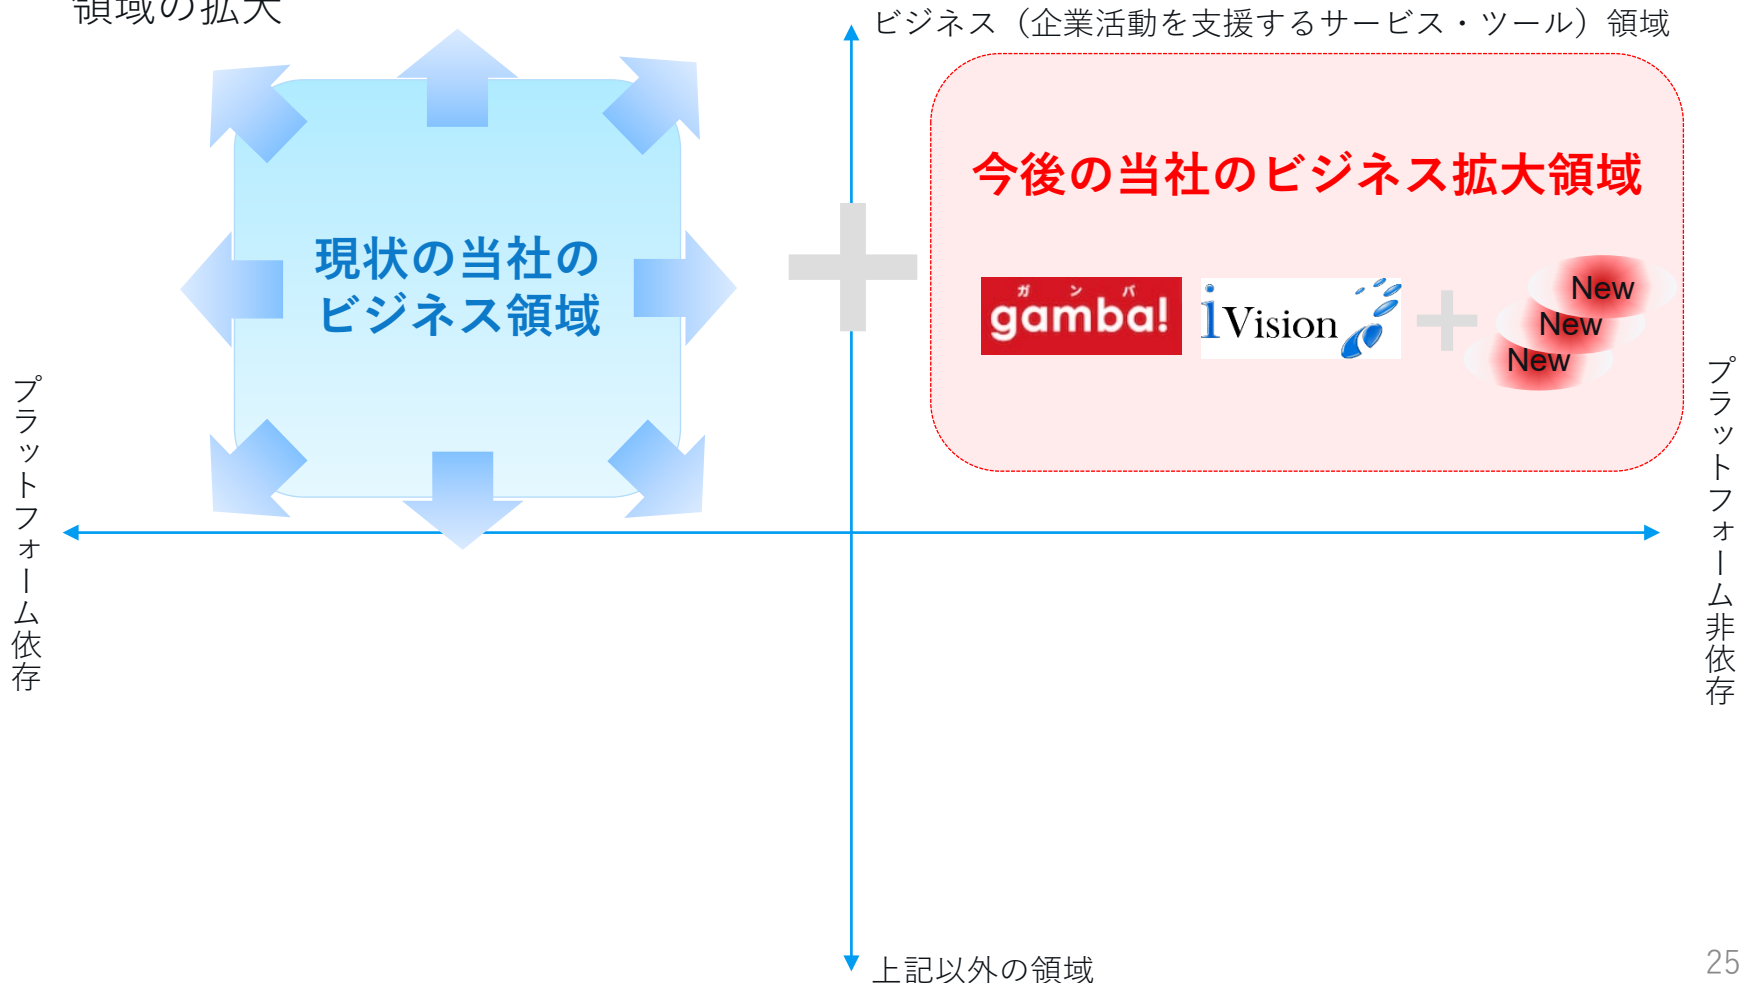 領域の拡大
ビジネス（企業活動を支援するサービス・ツール）領域
今後の当社のビジネス拡大領域
現状の当社の
ビジネス領域
ガンバ
gamba!
iVision
New
New
New
プラットフォーム依存
プラットフォーム非依存
上記以外の領域
25